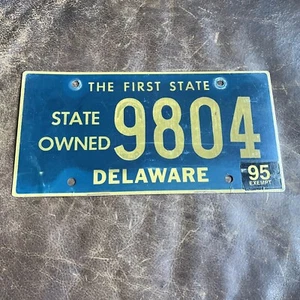 THE FIRST STATE
STATE OWNED 9804
DELAWARE
95
EXEMPT